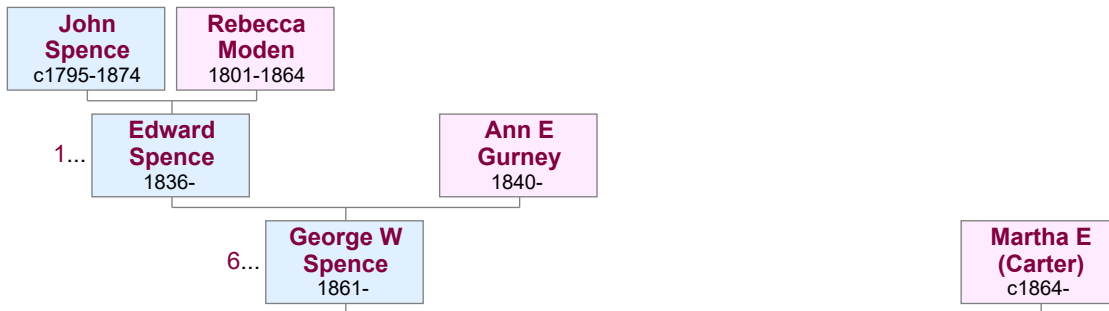 John
Spence
c1795-1874
Rebecca
Moden
1801-1864
1...
Edward
Spence
1836-
Ann E
Gurney
1840-
6...
George W
Spence
1861-
Martha E
(Carter)
c1864-